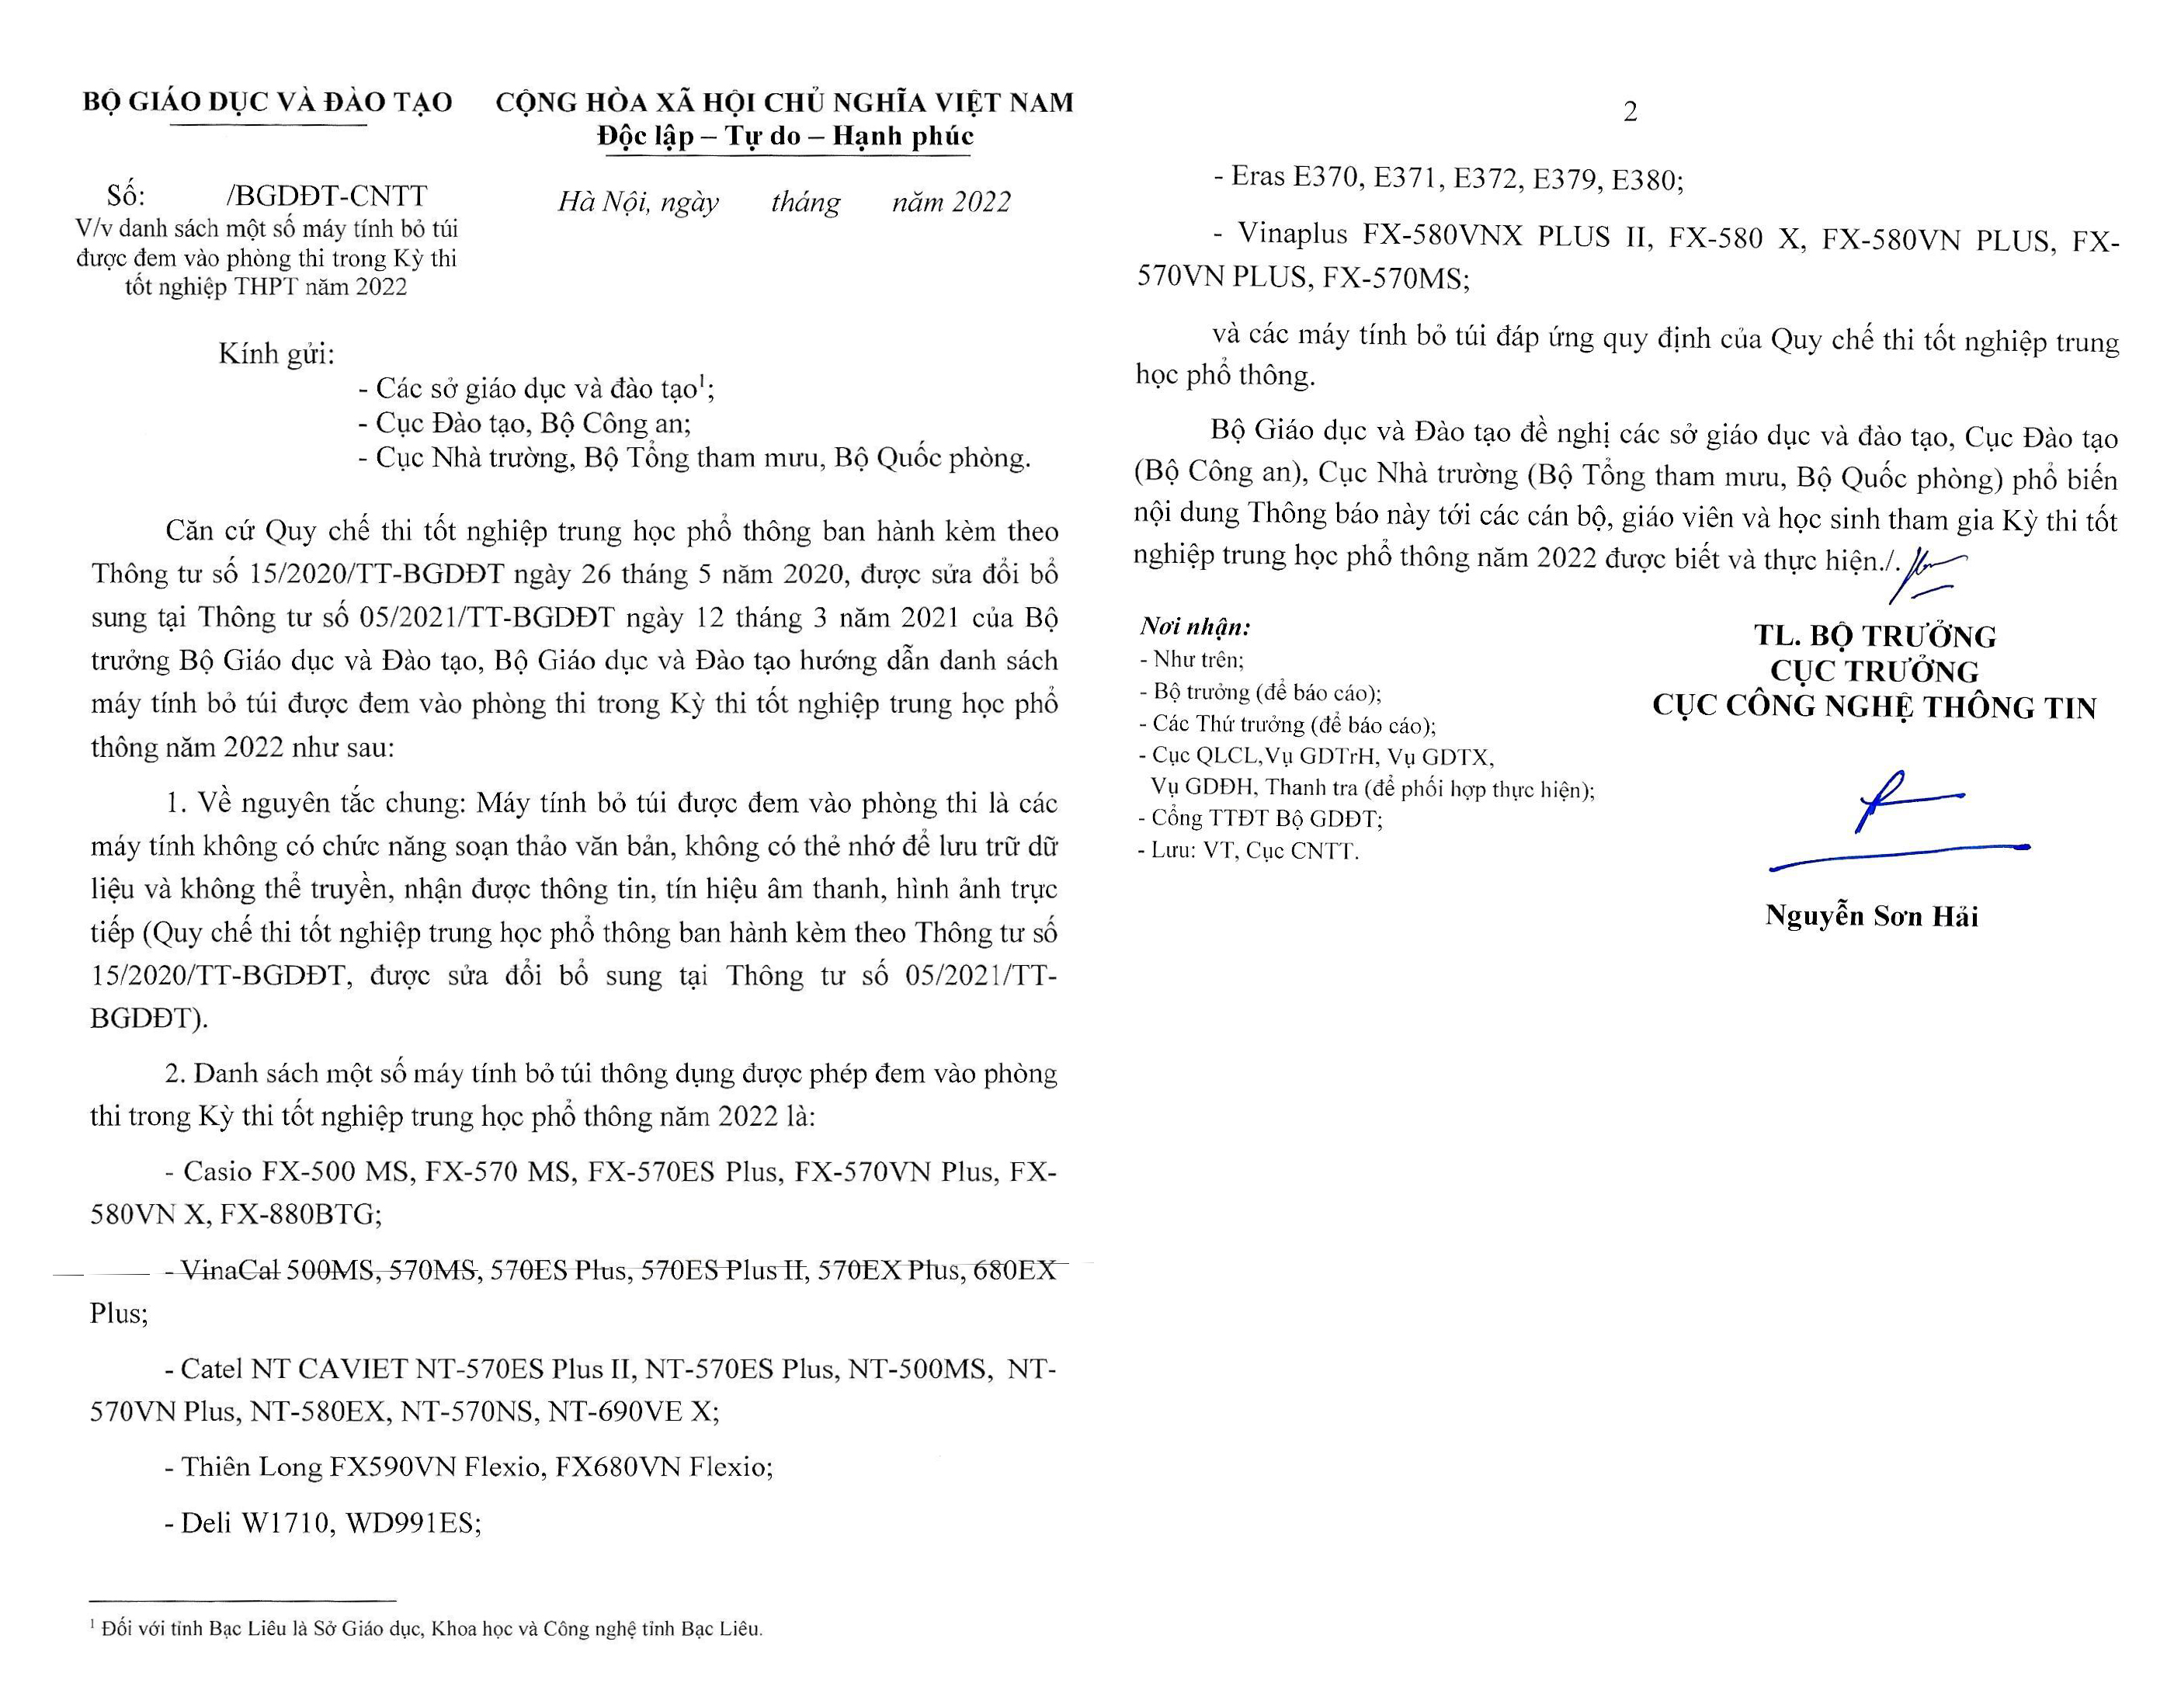 BỘ GIÁO DỤC VÀ ĐÀO TẠO
CỘNG HÒA XÃ HỘI CHỦ NGHĨA VIỆT NAM
Độc lập – Tự do – Hạnh phúc
Số: /BGDĐT-CNTT
V/v danh sách một số máy tính bỏ túi
được đem vào phòng thi trong Kỳ thi
tốt nghiệp THPT năm 2022
Hà Nội, ngày tháng năm 2022
Kính gửi:
- Các sở giáo dục và đào tạo¹;
- Cục Đào tạo, Bộ Công an;
- Cục Nhà trường, Bộ Tổng tham mưu, Bộ Quốc phòng.
Căn cứ Quy chế thi tốt nghiệp trung học phổ thông ban hành kèm theo
Thông tư số 15/2020/TT-BGDĐT ngày 26 tháng 5 năm 2020, được sửa đổi bổ
sung tại Thông tư số 05/2021/TT-BGDĐT ngày 12 tháng 3 năm 2021 của Bộ
trưởng Bộ Giáo dục và Đào tạo, Bộ Giáo dục và Đào tạo hướng dẫn danh sách
máy tính bỏ túi được đem vào phòng thi trong Kỳ thi tốt nghiệp trung học phổ
thông năm 2022 như sau:
1. Về nguyên tắc chung: Máy tính bỏ túi được đem vào phòng thi là các
máy tính không có chức năng soạn thảo văn bản, không có thẻ nhớ để lưu trữ dữ
liệu và không thể truyền, nhận được thông tin, tín hiệu âm thanh, hình ảnh trực
tiếp (Quy chế thi tốt nghiệp trung học phổ thông ban hành kèm theo Thông tư số
15/2020/TT-BGDĐT, được sửa đổi bổ sung tại Thông tư số 05/2021/TT-
BGDĐT).
2. Danh sách một số máy tính bỏ túi thông dụng được phép đem vào phòng
thi trong Kỳ thi tốt nghiệp trung học phổ thông năm 2022 là:
- Casio FX-500 MS, FX-570 MS, FX-570ES Plus, FX-570VN Plus, FX-
580VN X, FX-880BTG;
- VinaCal 500MS, 570MS, 570ES Plus, 570ES Plus II, 570EX Plus, 680EX
Plus;
- Catel NT CAVIET NT-570ES Plus II, NT-570ES Plus, NT-500MS, NT-
570VN Plus, NT-580EX, NT-570NS, NT-690VE X;
- Thiên Long FX590VN Flexio, FX680VN Flexio;
- Deli W1710, WD991ES;
¹ Đối với tỉnh Bạc Liêu là Sở Giáo dục, Khoa học và Công nghệ tỉnh Bạc Liêu.
2
- Eras E370, E371, E372, E379, E380;
- Vinaplus FX-580VNX PLUS II, FX-580 X, FX-580VN PLUS, FX-
570VN PLUS, FX-570MS;
và các máy tính bỏ túi đáp ứng quy định của Quy chế thi tốt nghiệp trung
học phổ thông.
Bộ Giáo dục và Đào tạo đề nghị các sở giáo dục và đào tạo, Cục Đào tạo
(Bộ Công an), Cục Nhà trường (Bộ Tổng tham mưu, Bộ Quốc phòng) phổ biến
nội dung Thông báo này tới các cán bộ, giáo viên và học sinh tham gia Kỳ thi tốt
nghiệp trung học phổ thông năm 2022 được biết và thực hiện./.
Nơi nhận:
- Như trên;
- Bộ trưởng (để báo cáo);
- Các Thứ trưởng (để báo cáo);
- Cục QLCL,Vụ GDTrH, Vụ GDTX,
Vụ GDĐH, Thanh tra (để phối hợp thực hiện);
- Cổng TTĐT Bộ GDĐT;
- Lưu: VT, Cục CNTT.
TL. BỘ TRƯỞNG
CỤC TRƯỞNG
CỤC CÔNG NGHỆ THÔNG TIN
Nguyễn Sơn Hải